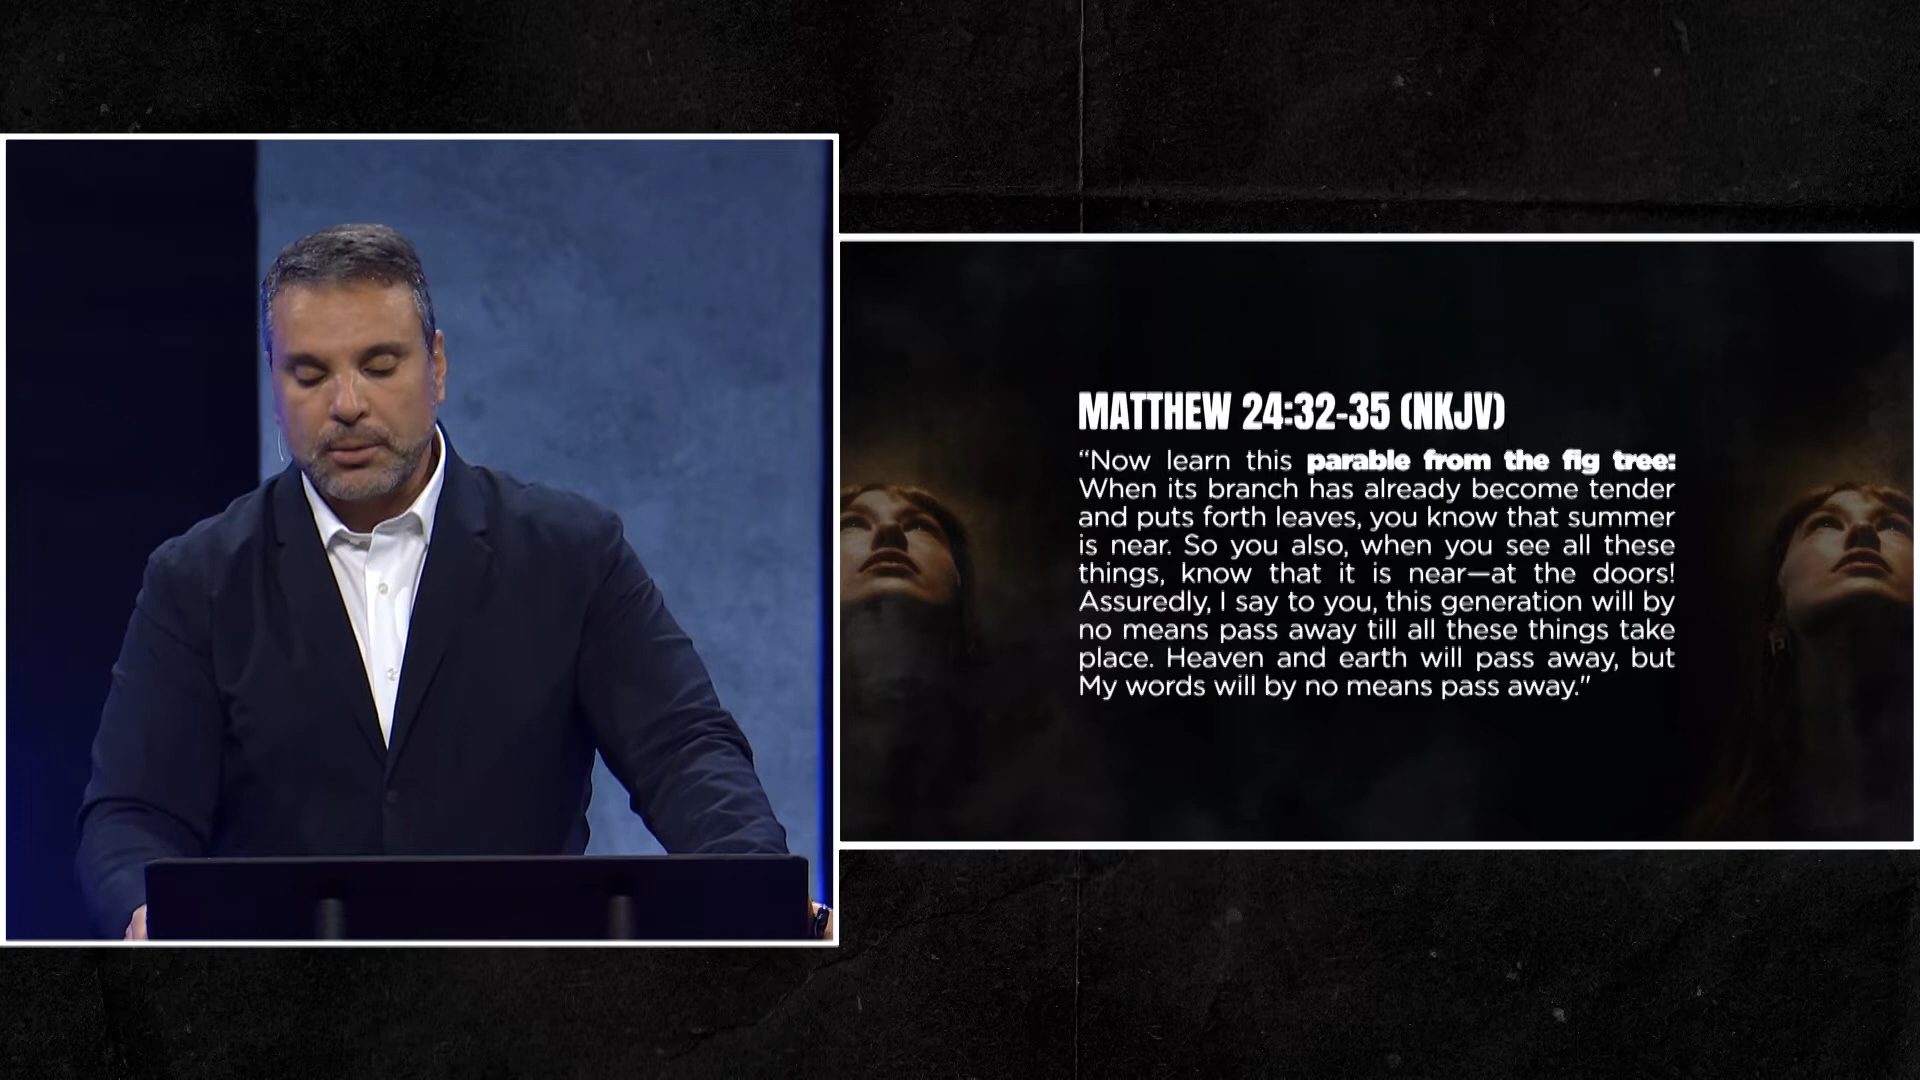 MATTHEW 24:32-35 (NKJV)
“Now learn this parable from the fig tree:
When its branch has already become tender
and puts forth leaves, you know that summer
is near. So you also, when you see all these
things, know that it is near—at the doors!
Assuredly, I say to you, this generation will by
no means pass away till all these things take
place. Heaven and earth will pass away, but
My words will by no means pass away."